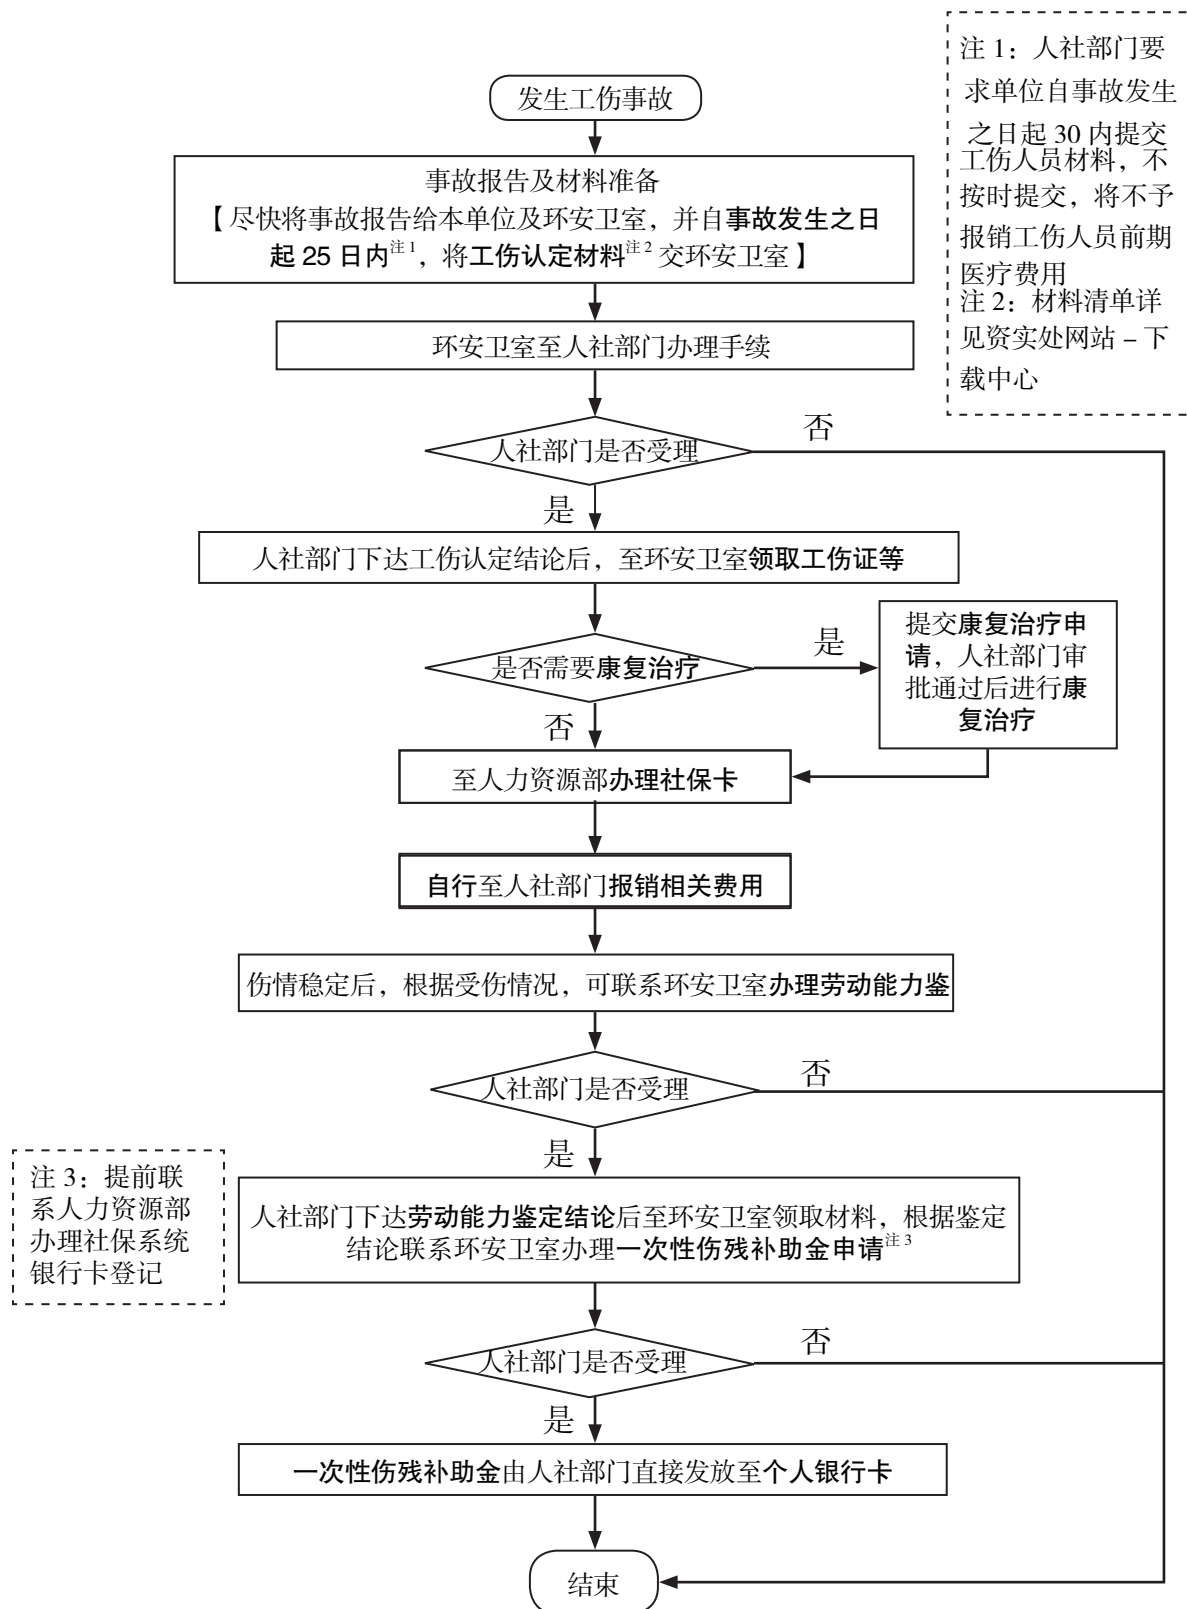 发生工伤事故
事故报告及材料准备
【尽快将事故报告给本单位及环安卫室，并自事故发生之日
起 25 日内注1，将工伤认定材料注2 交环安卫室】
注 1：人社部门要
求单位自事故发生
之日起 30 内提交
工伤人员材料，不
按时提交，将不予
报销工伤人员前期
医疗费用
注 2：材料清单详
见资实处网站 – 下
载中心
环安卫室至人社部门办理手续
人社部门是否受理
否
是
人社部门下达工伤认定结论后，至环安卫室领取工伤证等
是否需要康复治疗
是
提交康复治疗申
请，人社部门审
批通过后进行康
复治疗
否
至人力资源部办理社保卡
自行至人社部门报销相关费用
伤情稳定后，根据受伤情况，可联系环安卫室办理劳动能力鉴
人社部门是否受理
否
是
注 3：提前联
系人力资源部
办理社保系统
银行卡登记
人社部门下达劳动能力鉴定结论后至环安卫室领取材料，根据鉴定
结论联系环安卫室办理一次性伤残补助金申请注3
人社部门是否受理
否
是
一次性伤残补助金由人社部门直接发放至个人银行卡
结束